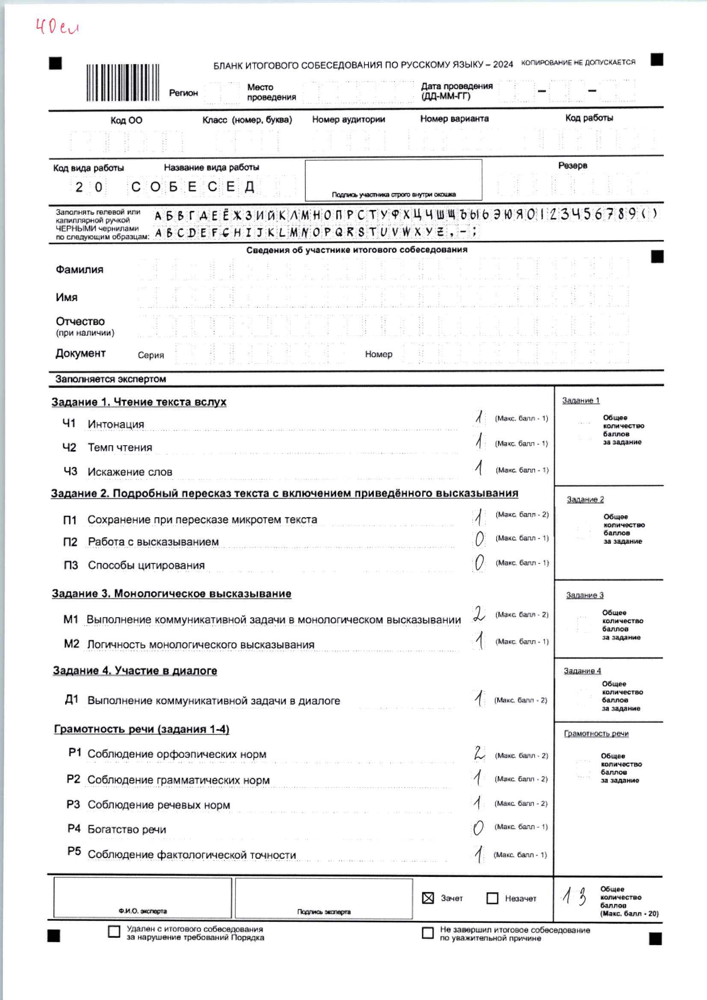 40сл
БЛАНК ИТОГОВОГО СОБЕСЕДОВАНИЯ ПО РУССКОМУ ЯЗЫКУ – 2024 КОПИРОВАНИЕ НЕ ДОПУСКАЕТСЯ
Регион
Место
проведения
Дата проведения
(ДД-ММ-ГГ) – –
Код ОО Класс (номер, буква) Номер аудитории Номер варианта Код работы
Код вида работы Название вида работы Резерв
20 СОБЕСЕД
Подпись участника строго внутри окошка
Заполнять гелевой или
капиллярной ручкой
ЧЕРНЫМИ чернилами
по следующим образцам:
АБВГДЕЁЖЗИЙКЛМНОПРСТУФХЦЧШЩЪЫЬЭЮЯ0123456789()
ABCDEFGHIJKLMNOPQRSTUVWXYZ,-;
Сведения об участнике итогового собеседования
Фамилия
Имя
Отчество
(при наличии)
Документ Серия Номер
Заполняется экспертом
Задание 1. Чтение текста вслух
Ч1 Интонация 1 (Макс. балл - 1)
Ч2 Темп чтения 1 (Макс. балл - 1)
Ч3 Искажение слов 1 (Макс. балл - 1)
Задание 1
Общее
количество
баллов
за задание
Задание 2. Подробный пересказ текста с включением приведённого высказывания
П1 Сохранение при пересказе микротем текста 1 (Макс. балл - 2)
П2 Работа с высказыванием 0 (Макс. балл - 1)
П3 Способы цитирования 0 (Макс. балл - 1)
Задание 2
Общее
количество
баллов
за задание
Задание 3. Монологическое высказывание
М1 Выполнение коммуникативной задачи в монологическом высказывании 2 (Макс. балл - 2)
М2 Логичность монологического высказывания 1 (Макс. балл - 1)
Задание 3
Общее
количество
баллов
за задание
Задание 4. Участие в диалоге
Д1 Выполнение коммуникативной задачи в диалоге 1 (Макс. балл - 2)
Задание 4
Общее
количество
баллов
за задание
Грамотность речи (задания 1-4)
Р1 Соблюдение орфоэпических норм 2 (Макс. балл - 2)
Р2 Соблюдение грамматических норм 1 (Макс. балл - 2)
Р3 Соблюдение речевых норм 1 (Макс. балл - 2)
Р4 Богатство речи 0 (Макс. балл - 1)
Р5 Соблюдение фактологической точности 1 (Макс. балл - 1)
Грамотность речи
Общее
количество
баллов
за задание
Ф.И.О. эксперта
Подпись эксперта
Зачет Незачет
13
Общее
количество
баллов
(Макс. балл - 20)
Удален с итогового собеседования
за нарушение требований Порядка
Не завершил итоговое собеседование
по уважительной причине